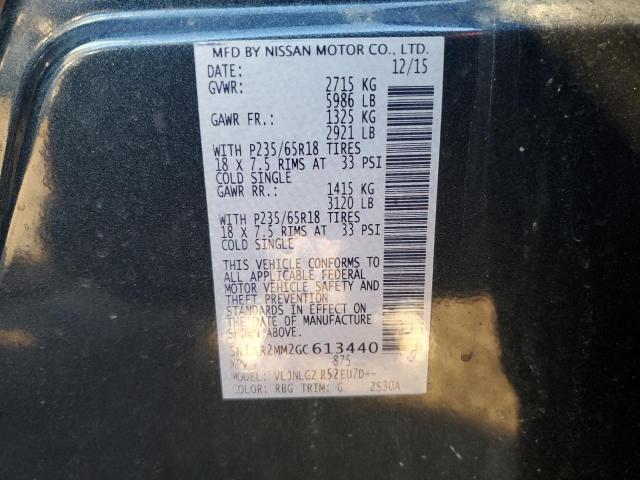 MFD BY NISSAN MOTOR CO., LTD.
DATE: 12/15
GVWR: 2715 KG
5986 LB
GAWR FR.: 1325 KG
2921 LB
WITH P235/65R18 TIRES
18 X 7.5 RIMS AT 33 PSI
COLD SINGLE
GAWR RR.: 1415 KG
3120 LB
WITH P235/65R18 TIRES
18 X 7.5 RIMS AT 33 PSI
COLD SINGLE
THIS VEHICLE CONFORMS TO
ALL APPLICABLE FEDERAL
MOTOR VEHICLE SAFETY AND
THEFT PREVENTION
STANDARDS IN EFFECT ON
THE DATE OF MANUFACTURE
SHOWN ABOVE.
613440
875
MODEL:
COLOR: RBG TRIM: G 2S30A